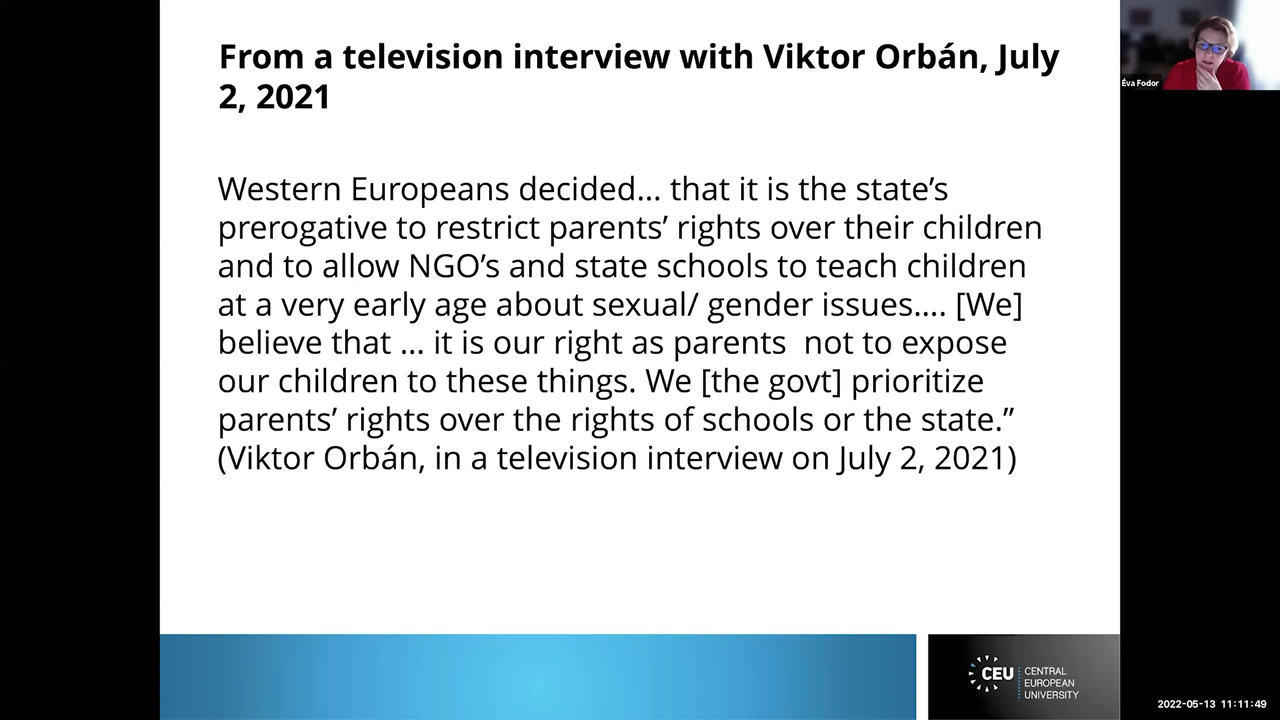 From a television interview with Viktor Orbán, July
2, 2021
Western Europeans decided... that it is the state’s
prerogative to restrict parents’ rights over their children
and to allow NGO’s and state schools to teach children
at a very early age about sexual/ gender issues.... [We]
believe that ... it is our right as parents  not to expose
our children to these things. We [the govt] prioritize
parents’ rights over the rights of schools or the state.”
(Viktor Orbán, in a television interview on July 2, 2021)
Éva Fodor
CEU
CENTRAL
EUROPEAN
UNIVERSITY
2022-05-13 11:11:49